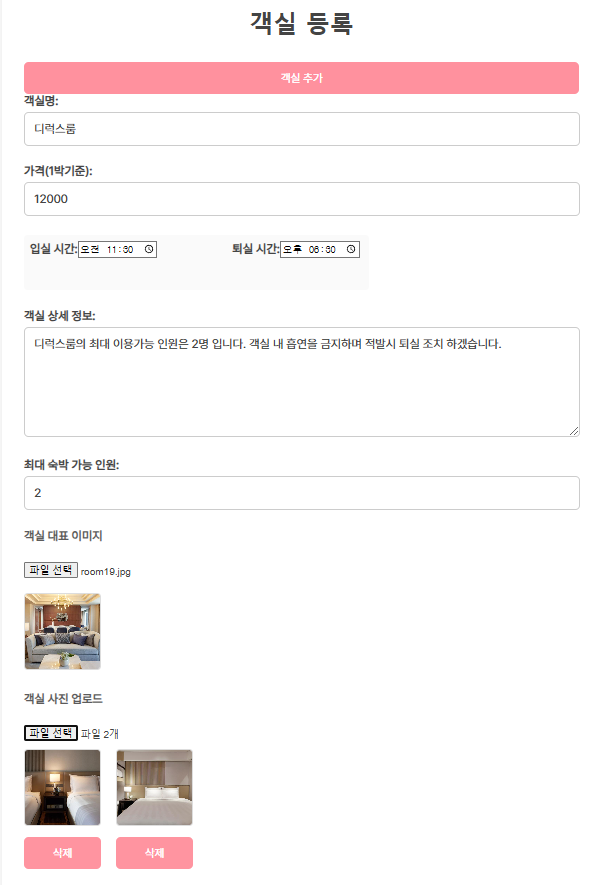 객실 등록
객실 추가
객실명:
디럭스룸
가격(1박기준):
12000
입실 시간: 오전 11:30 퇴실 시간: 오후 06:30
객실 상세 정보:
디럭스룸의 최대 이용가능 인원은 2명 입니다. 객실 내 흡연을 금지하며 적발시 퇴실 조치 하겠습니다.
최대 숙박 가능 인원:
2
객실 대표 이미지
파일 선택 room19.jpg
객실 사진 업로드
파일 선택 파일 2개
삭제 삭제